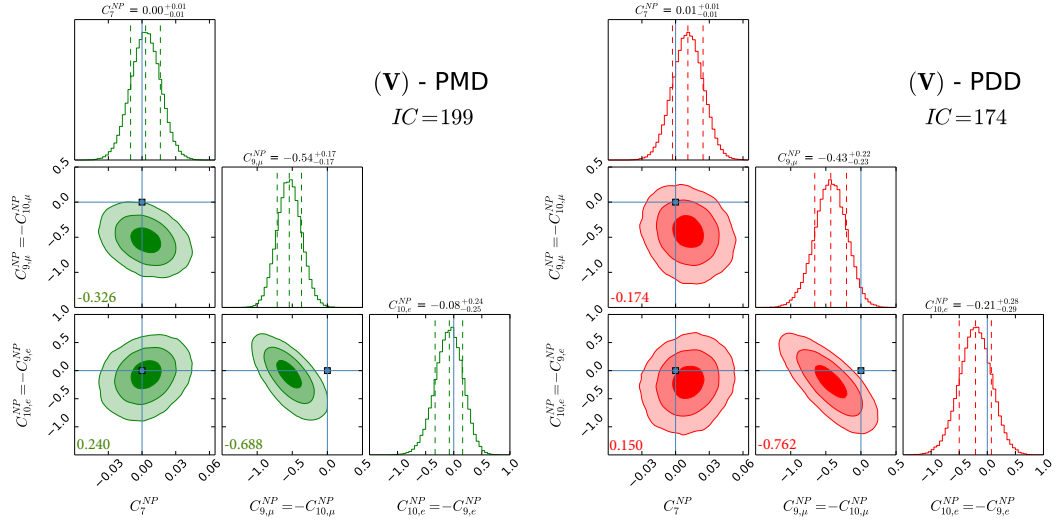 C_7^{NP} = 0.00^{+0.01}_{-0.01}
(V) - PMD
IC = 199
C_{9,μ}^{NP} = −0.54^{+0.17}_{-0.17}
0.5
0.0
−0.5
−1.0
C_{9,μ}^{NP} = −C_{10,μ}^{NP}
-0.326
C_{10,e}^{NP} = −0.08^{+0.24}_{-0.25}
1.0
0.5
0.0
−0.5
−1.0
C_{10,e}^{NP} = −C_{9,e}^{NP}
0.240
-0.688
−0.03 0.00 0.03 0.06
−1.0 −0.5 0.0 0.5
−1.0 −0.5 0.0 0.5 1.0
C_7^{NP}
C_{9,μ}^{NP} = −C_{10,μ}^{NP}
C_{10,e}^{NP} = −C_{9,e}^{NP}
C_7^{NP} = 0.01^{+0.01}_{-0.01}
(V) - PDD
IC = 174
C_{9,μ}^{NP} = −0.43^{+0.22}_{-0.23}
0.5
0.0
−0.5
−1.0
C_{9,μ}^{NP} = −C_{10,μ}^{NP}
-0.174
C_{10,e}^{NP} = −0.21^{+0.28}_{-0.29}
1.0
0.5
0.0
−0.5
−1.0
C_{10,e}^{NP} = −C_{9,e}^{NP}
0.150
-0.762
−0.03 0.00 0.03 0.06
−1.0 −0.5 0.0 0.5
−1.0 −0.5 0.0 0.5 1.0
C_7^{NP}
C_{9,μ}^{NP} = −C_{10,μ}^{NP}
C_{10,e}^{NP} = −C_{9,e}^{NP}